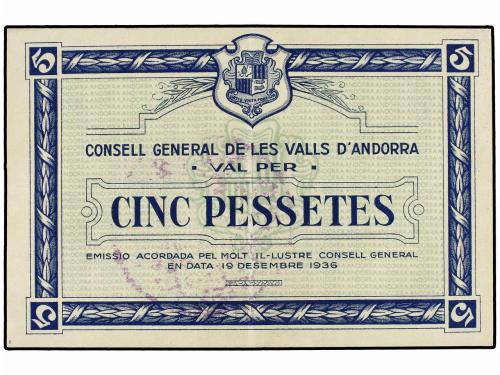 5 5
CONSELL GENERAL DE LES VALLS D'ANDORRA
· VAL PER ·
CINC PESSETES
EMISSIO ACORDADA PEL MOLT IL-LUSTRE CONSELL GENERAL
EN DATA 19 DESEMBRE 1936
5 5